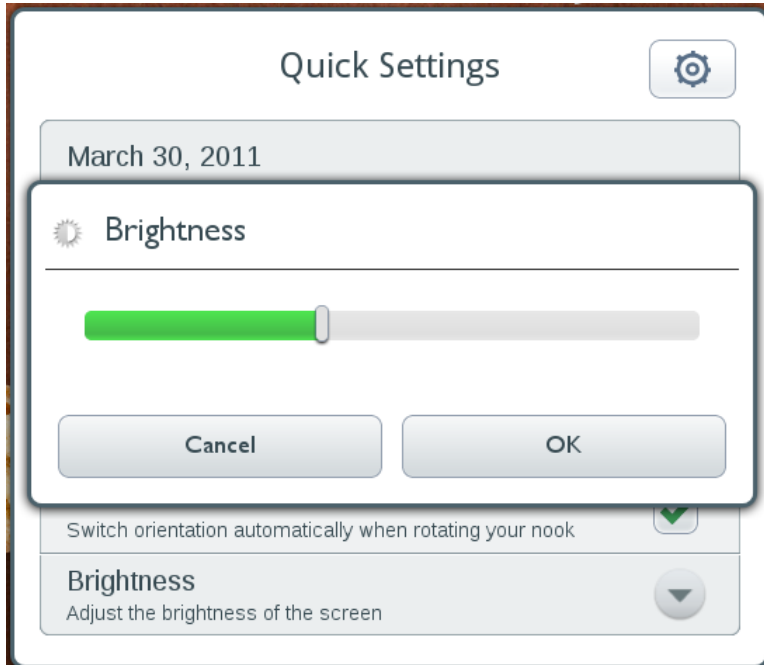 Quick Settings
March 30, 2011
Brightness
Cancel
OK
Switch orientation automatically when rotating your nook
Brightness
Adjust the brightness of the screen